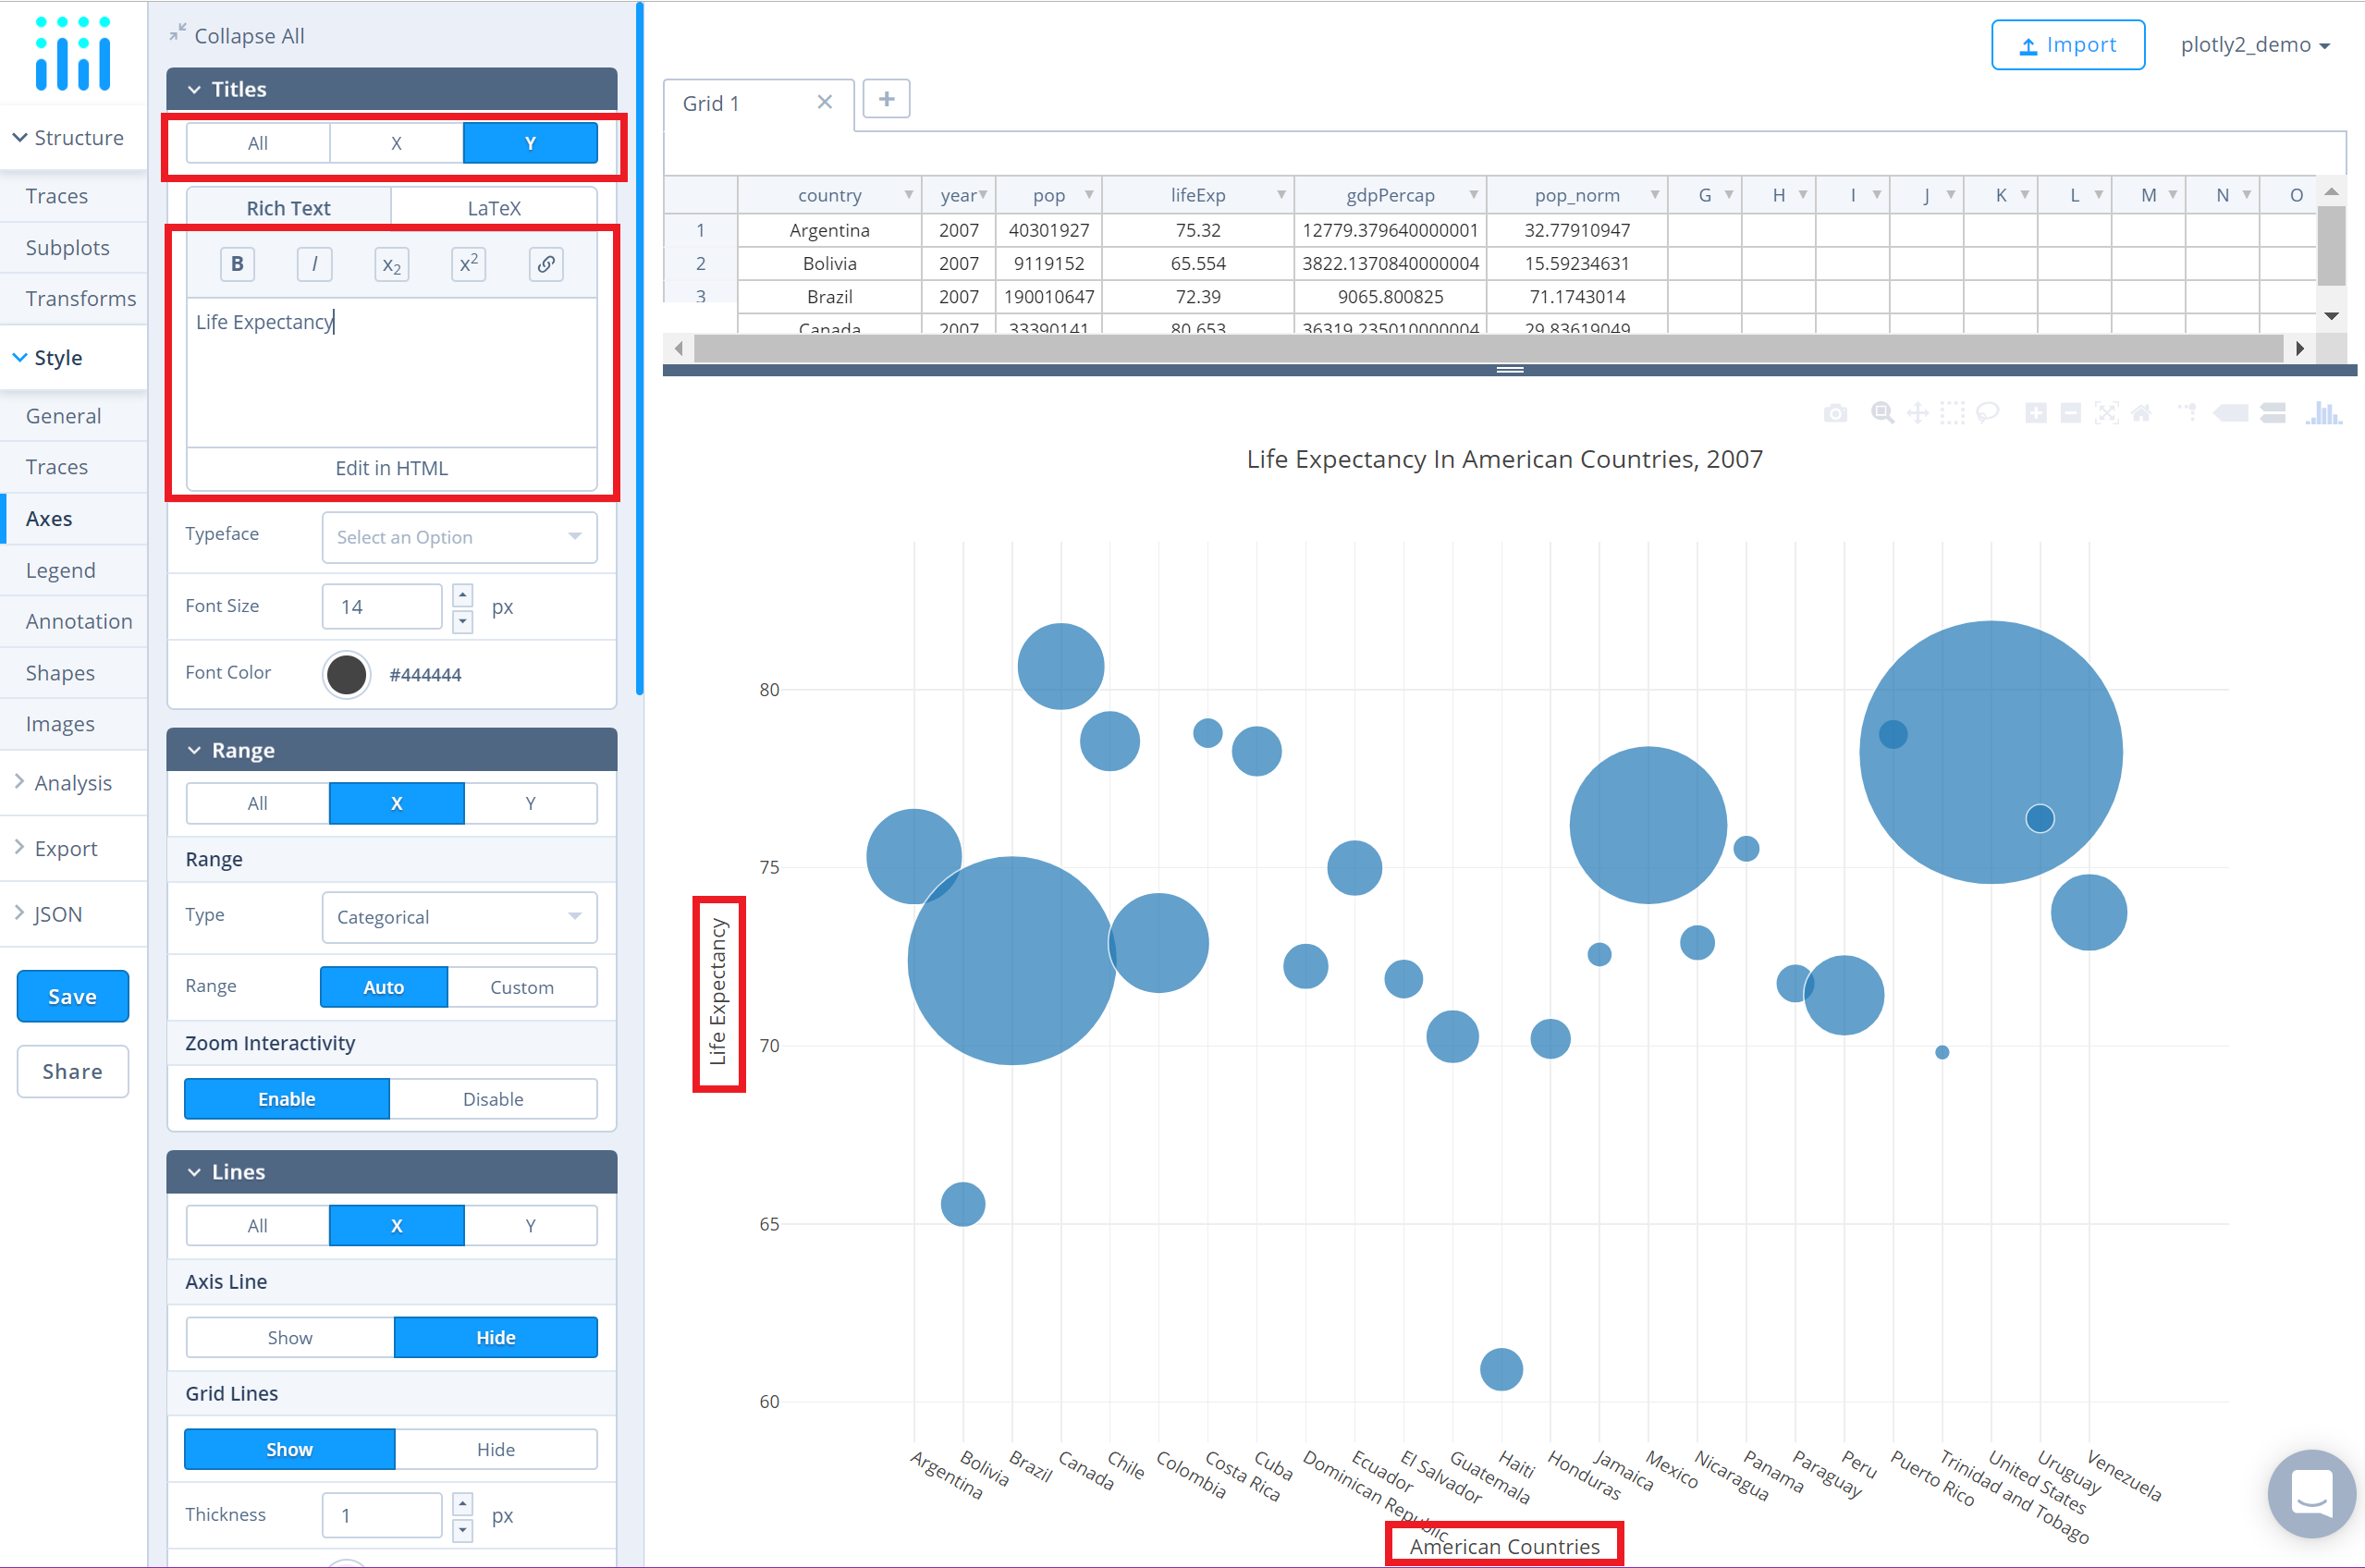 Collapse All
Import
plotly2_demo
Structure
Traces
Subplots
Transforms
Style
General
Traces
Axes
Legend
Annotation
Shapes
Images
Analysis
Export
JSON
Save
Share
Titles
All X Y
Rich Text LaTeX
B I x2 x2
Life Expectancy
Edit in HTML
Typeface Select an Option
Font Size 14 px
Font Color #444444
Range
All X Y
Range
Type Categorical
Range Auto Custom
Zoom Interactivity
Enable Disable
Lines
All X Y
Axis Line
Show Hide
Grid Lines
Show Hide
Thickness 1 px
Grid 1
country year pop lifeExp gdpPercap pop_norm G H I J K L M N O
1 Argentina 2007 40301927 75.32 12779.379640000001 32.77910947
2 Bolivia 2007 9119152 65.554 3822.1370840000004 15.59234631
3 Brazil 2007 190010647 72.39 9065.800825 71.1743014
Canada 2007 33390141 80.653 36319.235010000004 29.83619049
Life Expectancy In American Countries, 2007
80
75
70
65
60
Life Expectancy
Argentina
Bolivia
Brazil
Canada
Chile
Colombia
Costa Rica
Cuba
Dominican Republic
Ecuador
El Salvador
Guatemala
Haiti
Honduras
Jamaica
Mexico
Nicaragua
Panama
Paraguay
Peru
Puerto Rico
Trinidad and Tobago
United States
Uruguay
Venezuela
American Countries